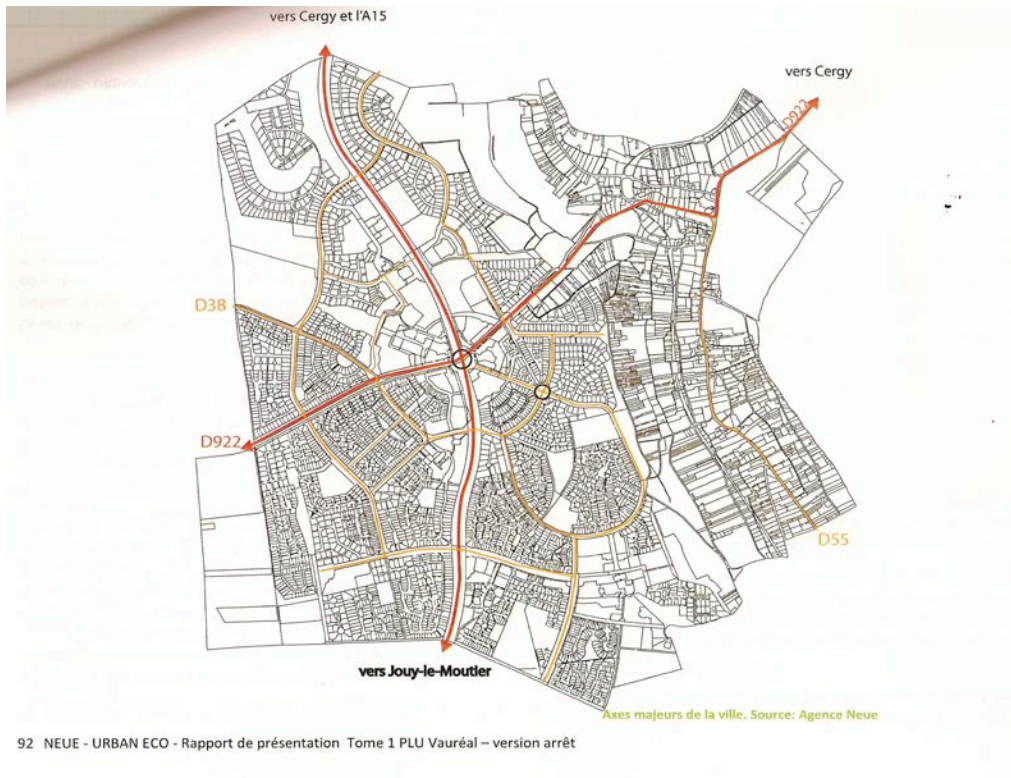 vers Cergy et l'A15
vers Cergy
D922
D38
D922
D55
vers Jouy-le-Moutier
Axes majeurs de la ville. Source: Agence Neue
92 NEUE - URBAN ECO - Rapport de présentation Tome 1 PLU Vauréal – version arrêt